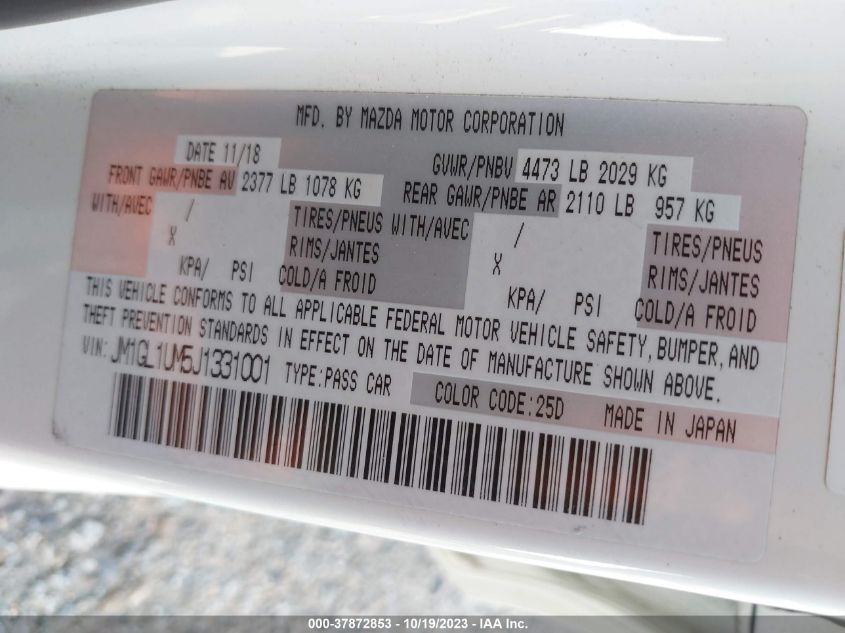 MFD. BY MAZDA MOTOR CORPORATION
DATE 11/18 GVWR/PNBV 4473 LB 2029 KG
FRONT GAWR/PNBE AV 2377 LB 1078 KG REAR GAWR/PNBE AR 2110 LB 957 KG
WITH/AVEC / TIRES/PNEUS WITH/AVEC / TIRES/PNEUS
X RIMS/JANTES X RIMS/JANTES
KPA/ PSI COLD/A FROID KPA/ PSI COLD/A FROID
THIS VEHICLE CONFORMS TO ALL APPLICABLE FEDERAL MOTOR VEHICLE SAFETY, BUMPER, AND
THEFT PREVENTION STANDARDS IN EFFECT ON THE DATE OF MANUFACTURE SHOWN ABOVE.
VIN: JM1GL1UM5J1331001 TYPE:PASS CAR COLOR CODE:25D MADE IN JAPAN
000-37872853 - 10/19/2023 - IAA Inc.